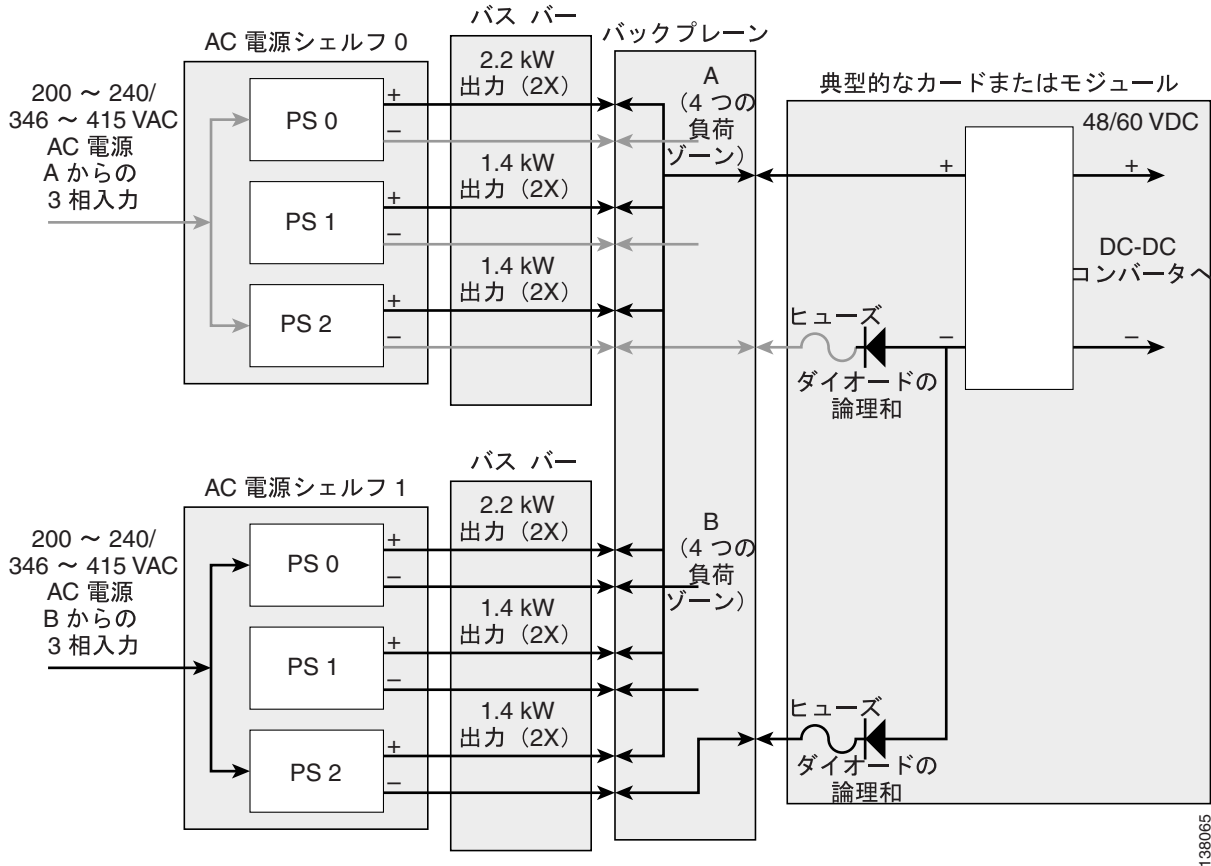 バス バー
バックプレーン
AC 電源シェルフ 0
200 ～ 240/
346 ～ 415 VAC
AC 電源
A からの
3 相入力
PS 0
+
–
PS 1
+
–
PS 2
+
–
2.2 kW
出力（2X）
1.4 kW
出力（2X）
1.4 kW
出力（2X）
A
（4 つの
負荷
ゾーン）
典型的なカードまたはモジュール
48/60 VDC
+
–
+
–
DC-DC
コンバータへ
ヒューズ
ダイオードの
論理和
バス バー
AC 電源シェルフ 1
200 ～ 240/
346 ～ 415 VAC
AC 電源
B からの
3 相入力
PS 0
+
–
PS 1
+
–
PS 2
+
–
2.2 kW
出力（2X）
1.4 kW
出力（2X）
1.4 kW
出力（2X）
B
（4 つの
負荷
ゾーン）
ヒューズ
ダイオードの
論理和
138065